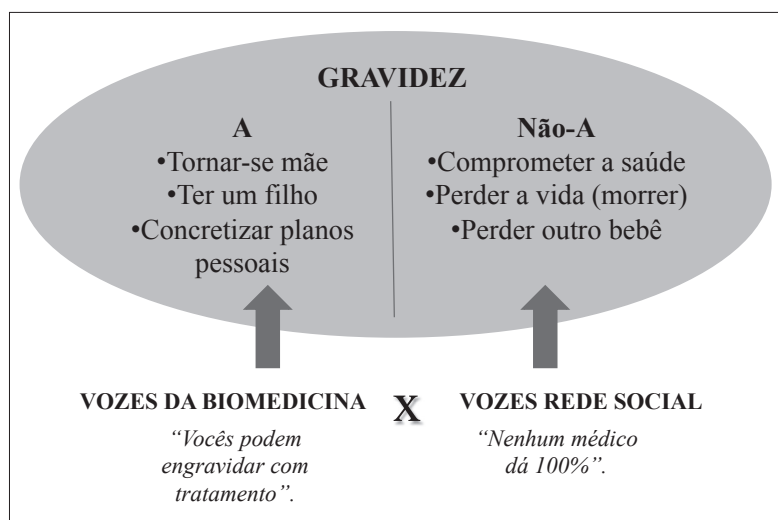 GRAVIDEZ
A
•Tornar-se mãe
•Ter um filho
•Concretizar planos
pessoais
Não-A
•Comprometer a saúde
•Perder a vida (morrer)
•Perder outro bebê
VOZES DA BIOMEDICINA
“Vocês podem
engravidar com
tratamento”.
X
VOZES REDE SOCIAL
“Nenhum médico
dá 100%”.